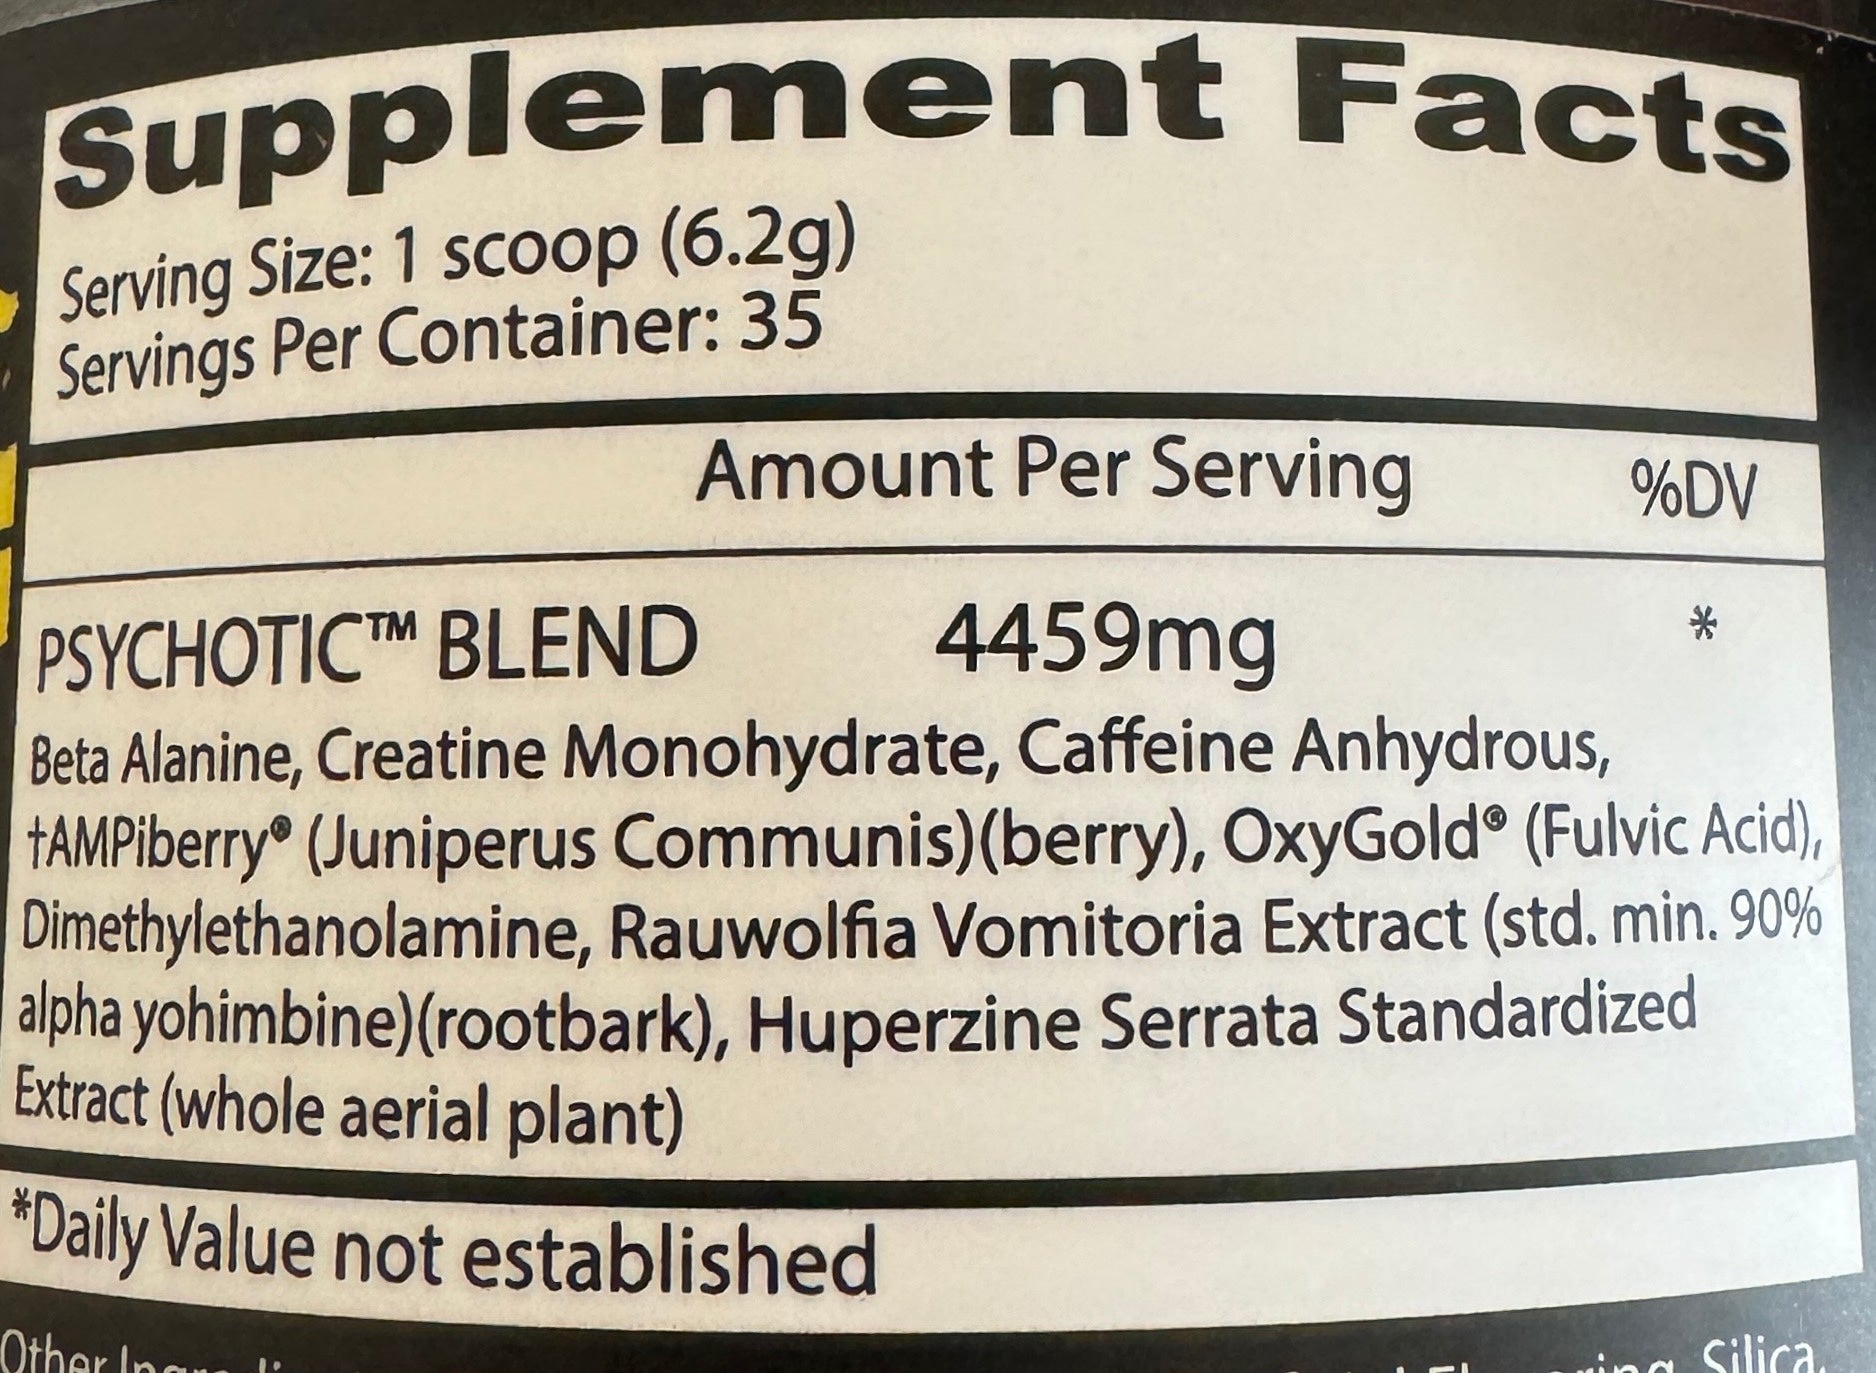 Supplement Facts
Serving Size: 1 scoop (6.2g)
Servings Per Container: 35
Amount Per Serving %DV
PSYCHOTIC™ BLEND 4459mg *
Beta Alanine, Creatine Monohydrate, Caffeine Anhydrous,
†AMPiberry® (Juniperus Communis)(berry), OxyGold® (Fulvic Acid),
Dimethylethanolamine, Rauwolfia Vomitoria Extract (std. min. 90%
alpha yohimbine)(rootbark), Huperzine Serrata Standardized
Extract (whole aerial plant)
*Daily Value not established
Other Silica,